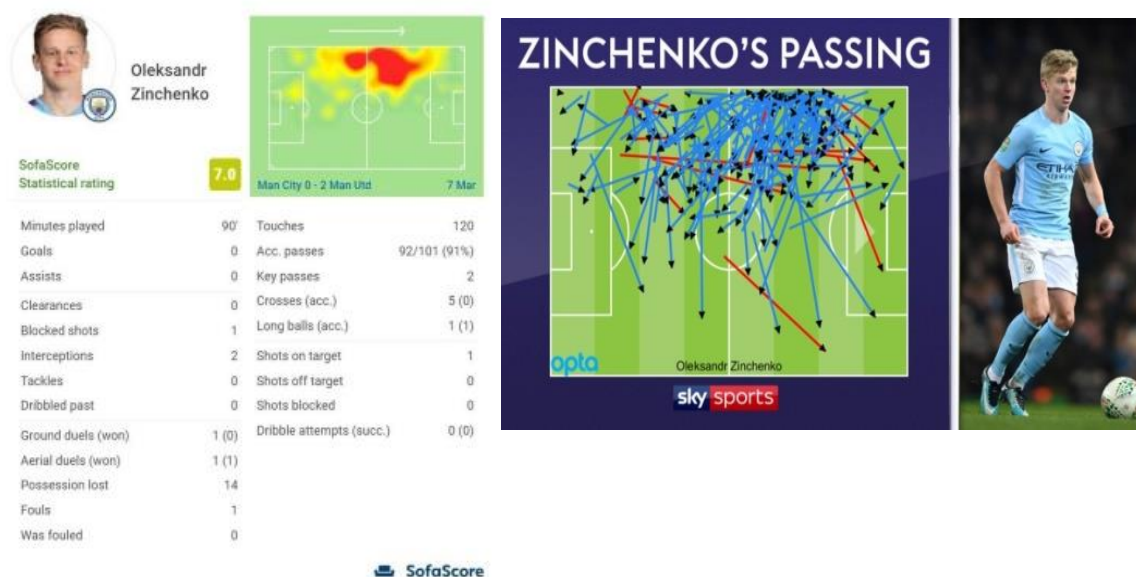 Oleksandr
Zinchenko
SofaScore
Statistical rating
7.0
Man City 0 - 2 Man Utd 7 Mar
Minutes played 90'
Goals 0
Assists 0
Clearances 0
Blocked shots 1
Interceptions 2
Tackles 0
Dribbled past 0
Ground duels (won) 1 (0)
Aerial duels (won) 1 (1)
Possession lost 14
Fouls 1
Was fouled 0
Touches 120
Acc. passes 92/101 (91%)
Key passes 2
Crosses (acc.) 5 (0)
Long balls (acc.) 1 (1)
Shots on target 1
Shots off target 0
Shots blocked 0
Dribble attempts (succ.) 0 (0)
SofaScore
ZINCHENKO'S PASSING
opta
Oleksandr Zinchenko
sky sports
ETIHAD
AIRWAYS